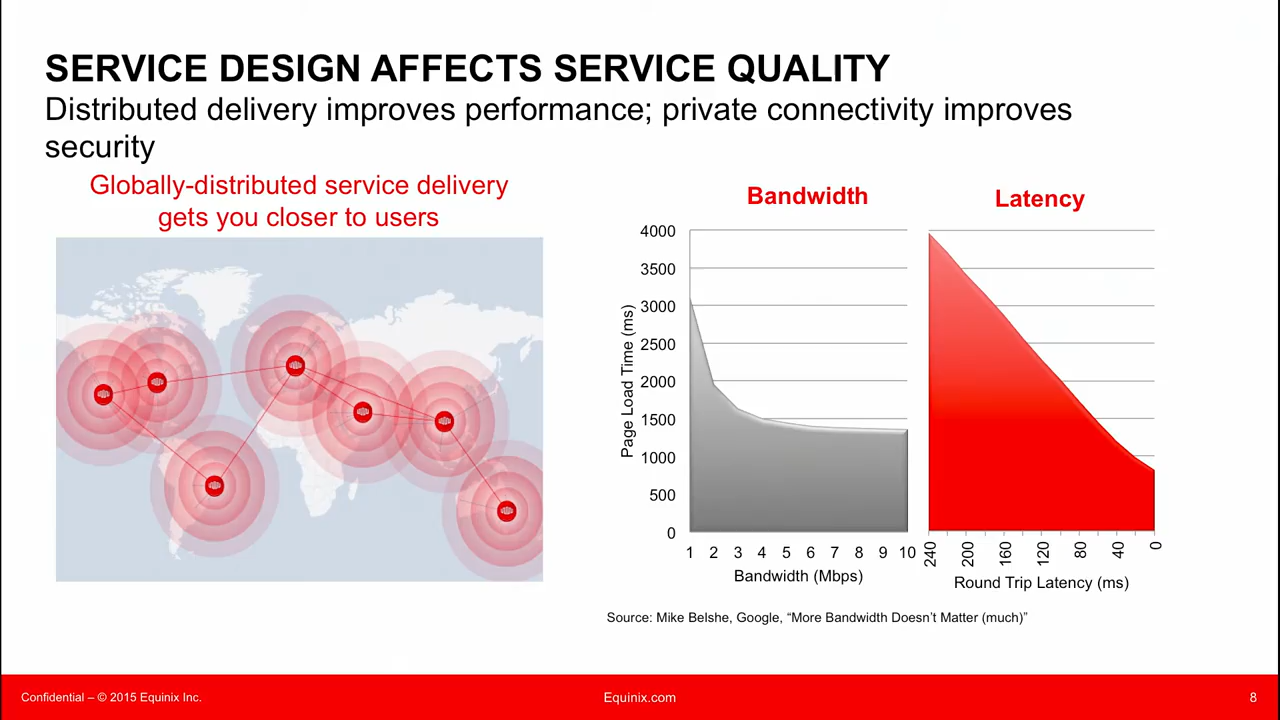 SERVICE DESIGN AFFECTS SERVICE QUALITY
Distributed delivery improves performance; private connectivity improves
security
Globally-distributed service delivery
gets you closer to users
Bandwidth
Page Load Time (ms)
4000
3500
3000
2500
2000
1500
1000
500
0
1 2 3 4 5 6 7 8 9 10
Bandwidth (Mbps)
Latency
240 200 160 120 80 40 0
Round Trip Latency (ms)
Source: Mike Belshe, Google, “More Bandwidth Doesn’t Matter (much)”
Confidential – © 2015 Equinix Inc.
Equinix.com
8